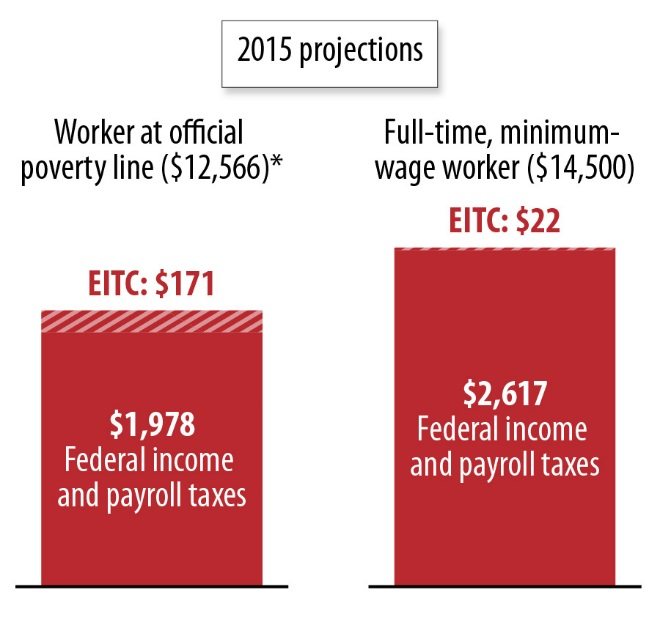 2015 projections
Worker at official
poverty line ($12,566)*
EITC: $171
$1,978
Federal income
and payroll taxes
Full-time, minimum-
wage worker ($14,500)
EITC: $22
$2,617
Federal income
and payroll taxes